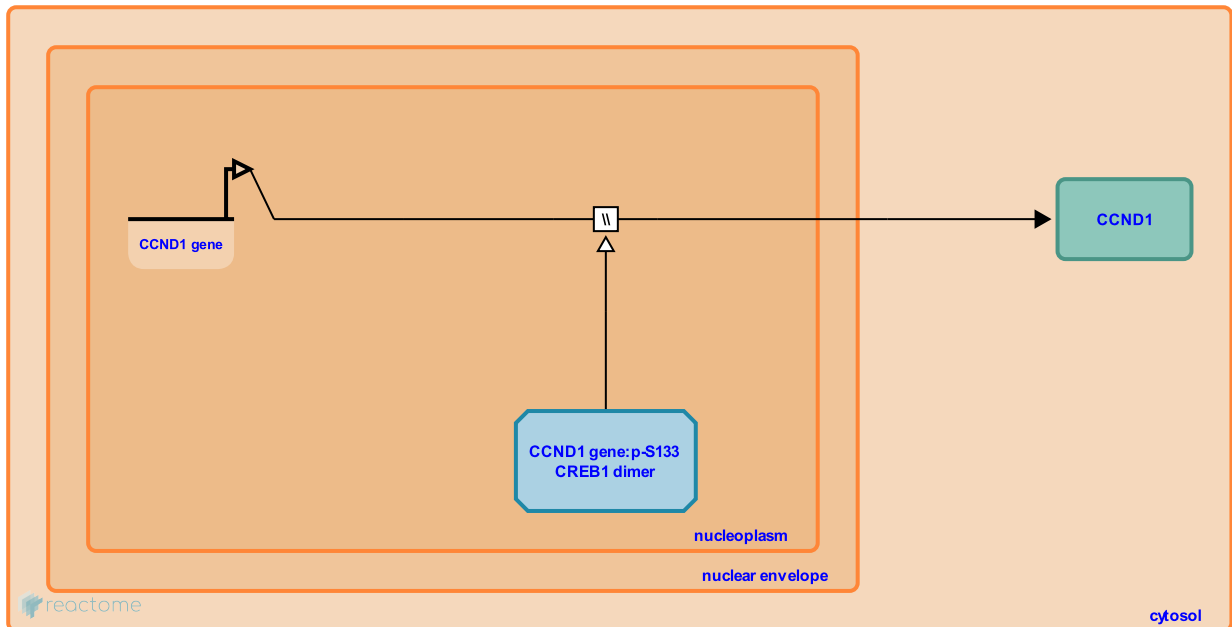 CCND1 gene
\\
CCND1
CCND1 gene:p-S133
CREB1 dimer
nucleoplasm
nuclear envelope
reactome
cytosol